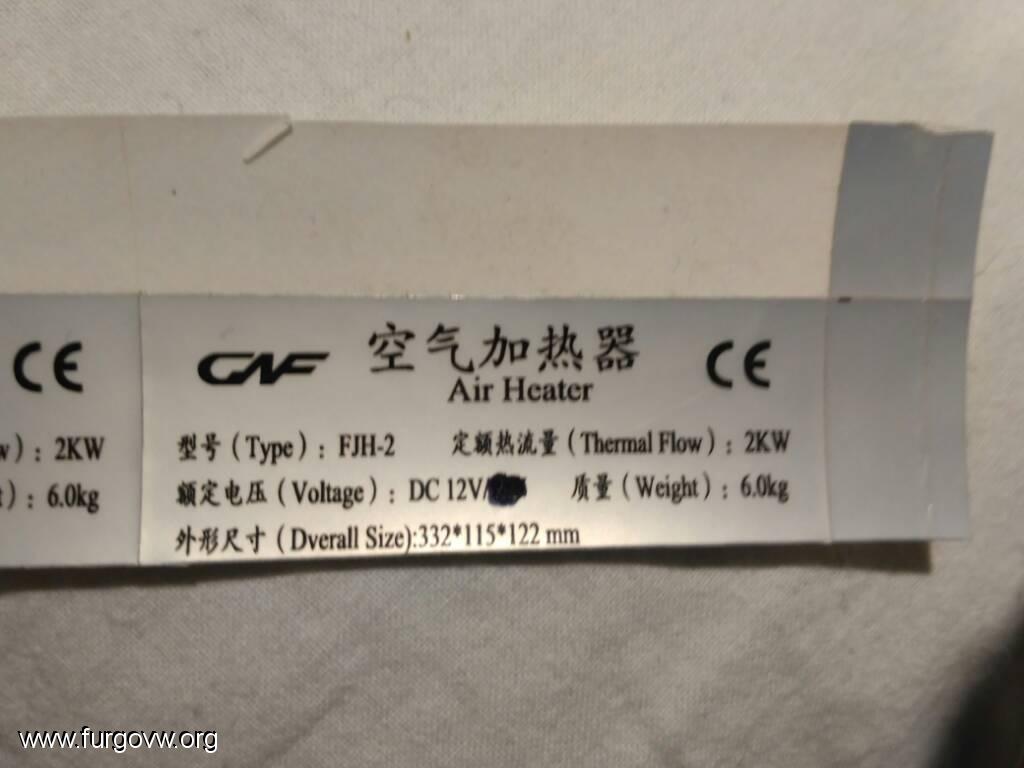 GNF 空气加热器 CE
Air Heater
CE
型号（Type）：FJH-2 定额热流量（Thermal Flow）：2KW
w）：2KW
额定电压（Voltage）：DC 12V/ 质量（Weight）：6.0kg
t）：6.0kg
外形尺寸（Dverall Size):332*115*122 mm
www.furgovw.org